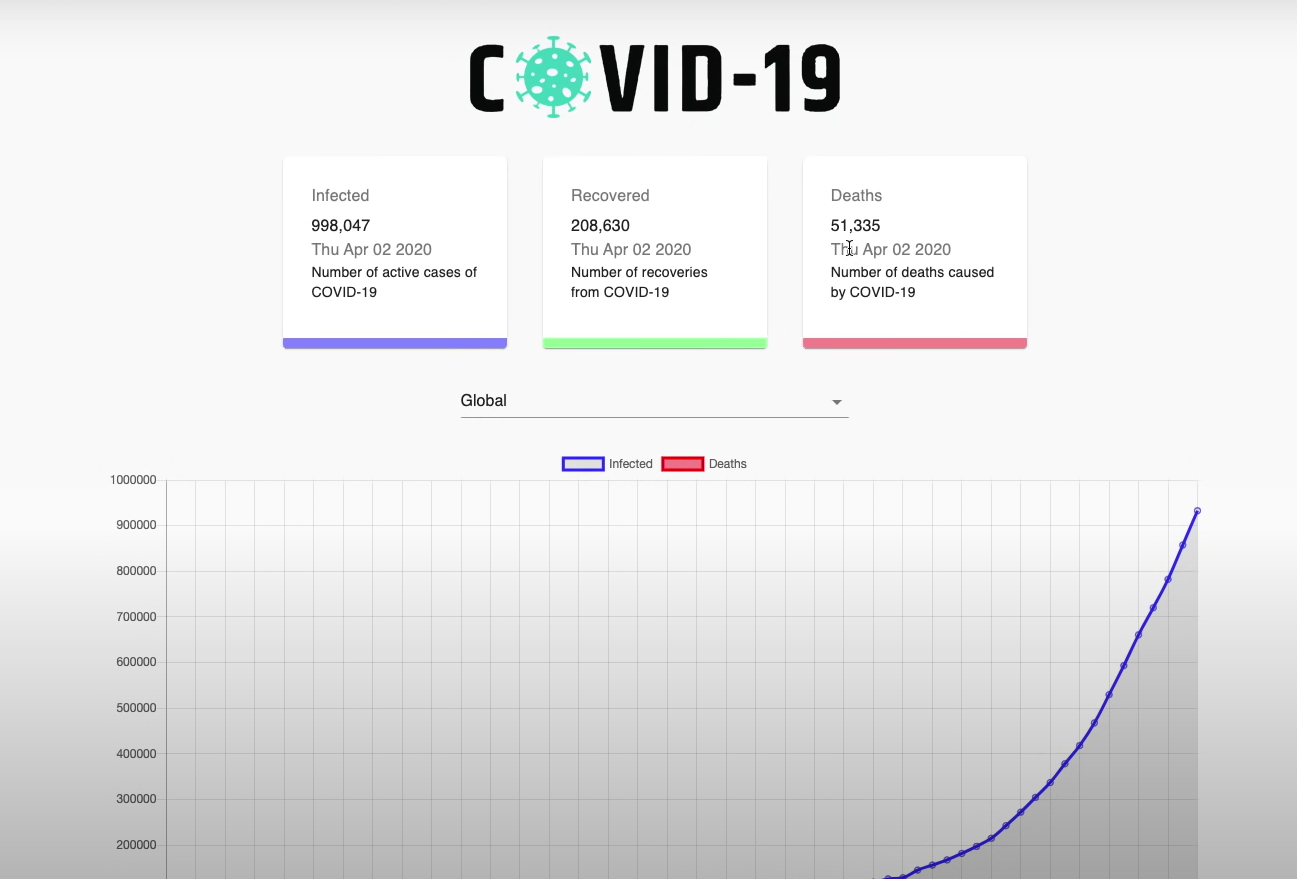 COVID-19
Infected
998,047
Thu Apr 02 2020
Number of active cases of
COVID-19
Recovered
208,630
Thu Apr 02 2020
Number of recoveries
from COVID-19
Deaths
51,335
Thu Apr 02 2020
Number of deaths caused
by COVID-19
Global
Infected Deaths
1000000
900000
800000
700000
600000
500000
400000
300000
200000